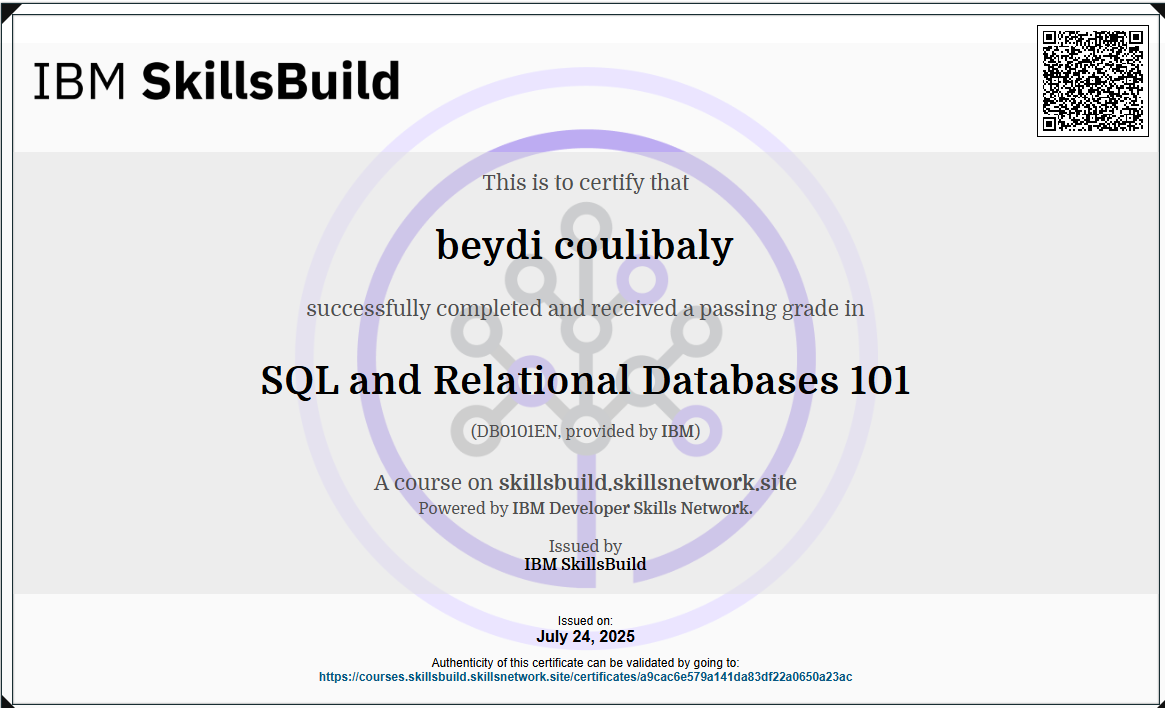 IBM SkillsBuild
This is to certify that
beydi coulibaly
successfully completed and received a passing grade in
SQL and Relational Databases 101
(DB0101EN, provided by IBM)
A course on skillsbuild.skillsnetwork.site
Powered by IBM Developer Skills Network.
Issued by
IBM SkillsBuild
Issued on:
July 24, 2025
Authenticity of this certificate can be validated by going to:
https://courses.skillsbuild.skillsnetwork.site/certificates/a9cac6e579a141da83df22a0650a23ac